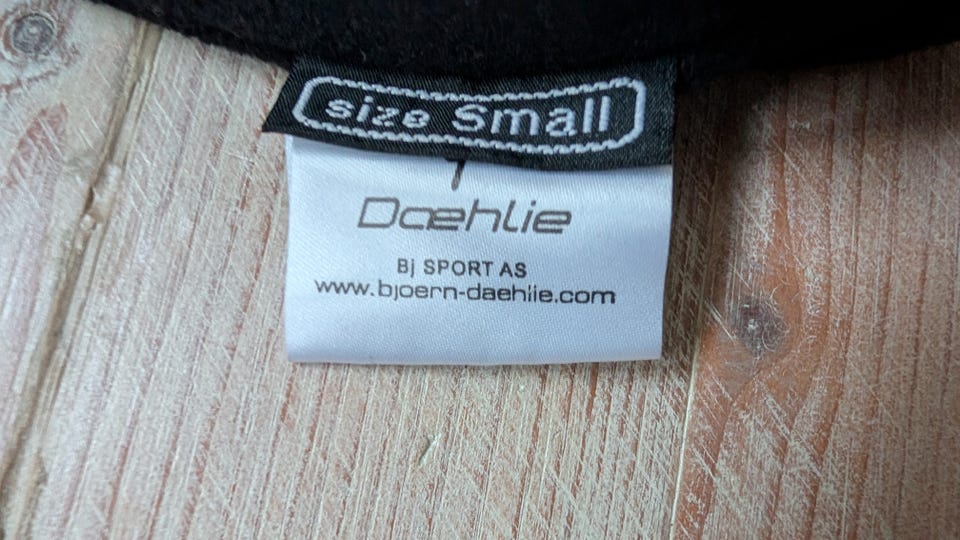 size Small
Dæhlie
Bj SPORT AS
www.bjoern-daehlie.com